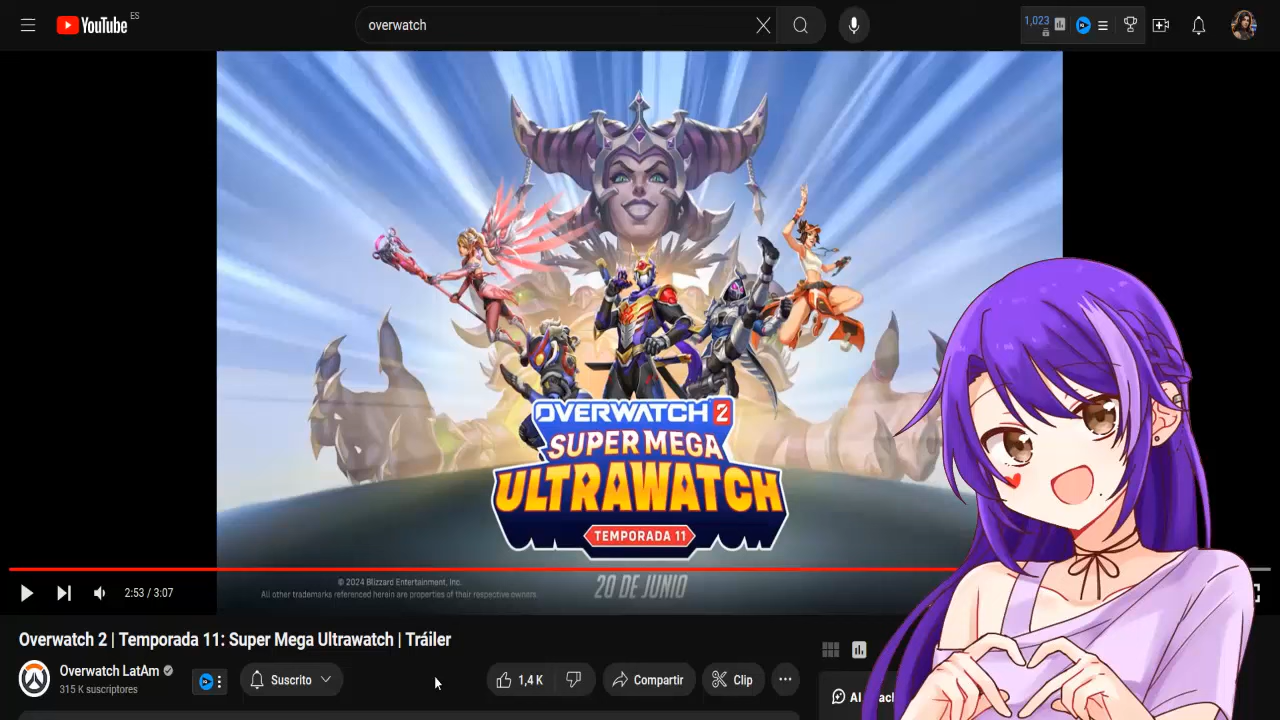 YouTube ES
overwatch
1,023
OVERWATCH 2
SUPER MEGA
ULTRAWATCH
TEMPORADA 11
20 DE JUNIO
© 2024 Blizzard Entertainment, Inc.
All other trademarks referenced herein are properties of their respective owners.
2:53 / 3:07
Overwatch 2 | Temporada 11: Super Mega Ultrawatch | Tráiler
Overwatch LatAm
315 K suscriptores
Suscrito
1,4 K
Compartir
Clip
AI